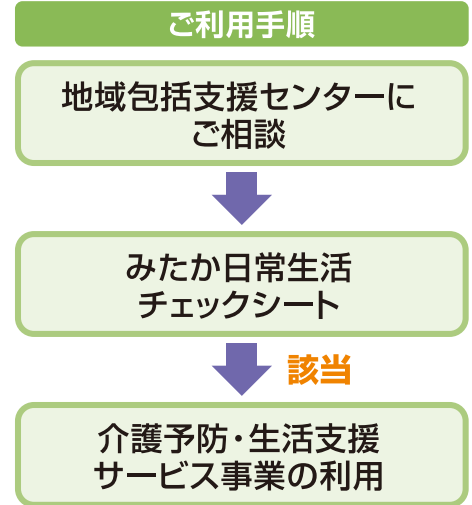 ご利用手順
地域包括支援センターに
ご相談
みたか日常生活
チェックシート
該当
介護予防・生活支援
サービス事業の利用